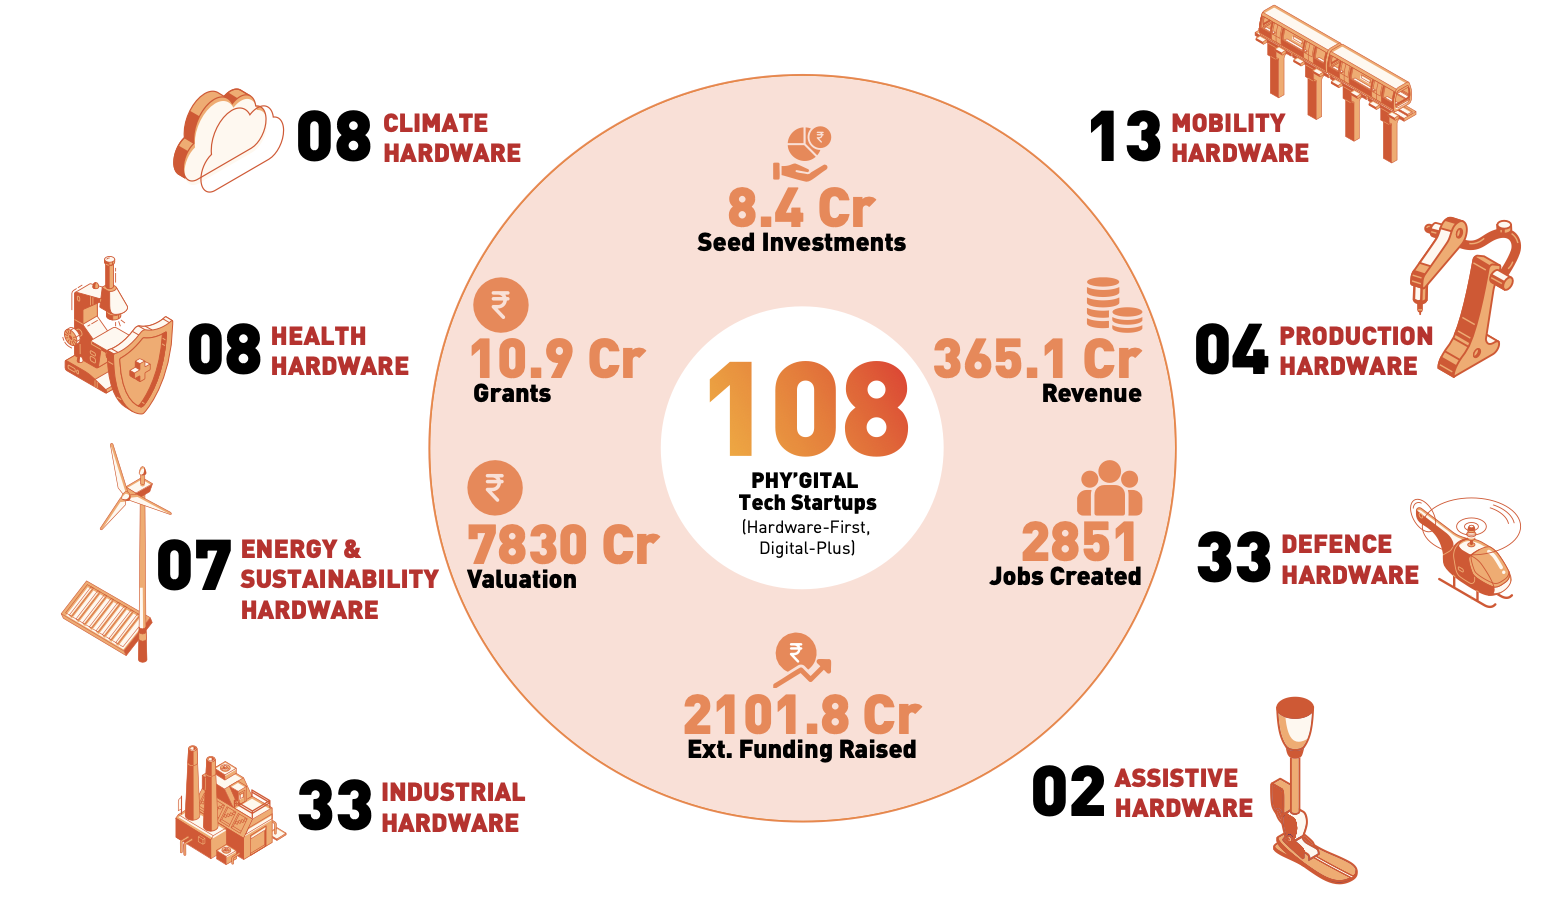 08 CLIMATE
HARDWARE
13 MOBILITY
HARDWARE
₹
8.4 Cr
Seed Investments
08 HEALTH
HARDWARE
₹
10.9 Cr
Grants
365.1 Cr
Revenue
04 PRODUCTION
HARDWARE
108
PHY’GITAL
Tech Startups
(Hardware-First,
Digital-Plus)
07 ENERGY &
SUSTAINABILITY
HARDWARE
₹
7830 Cr
Valuation
2851
Jobs Created
33 DEFENCE
HARDWARE
₹
2101.8 Cr
Ext. Funding Raised
33 INDUSTRIAL
HARDWARE
02 ASSISTIVE
HARDWARE